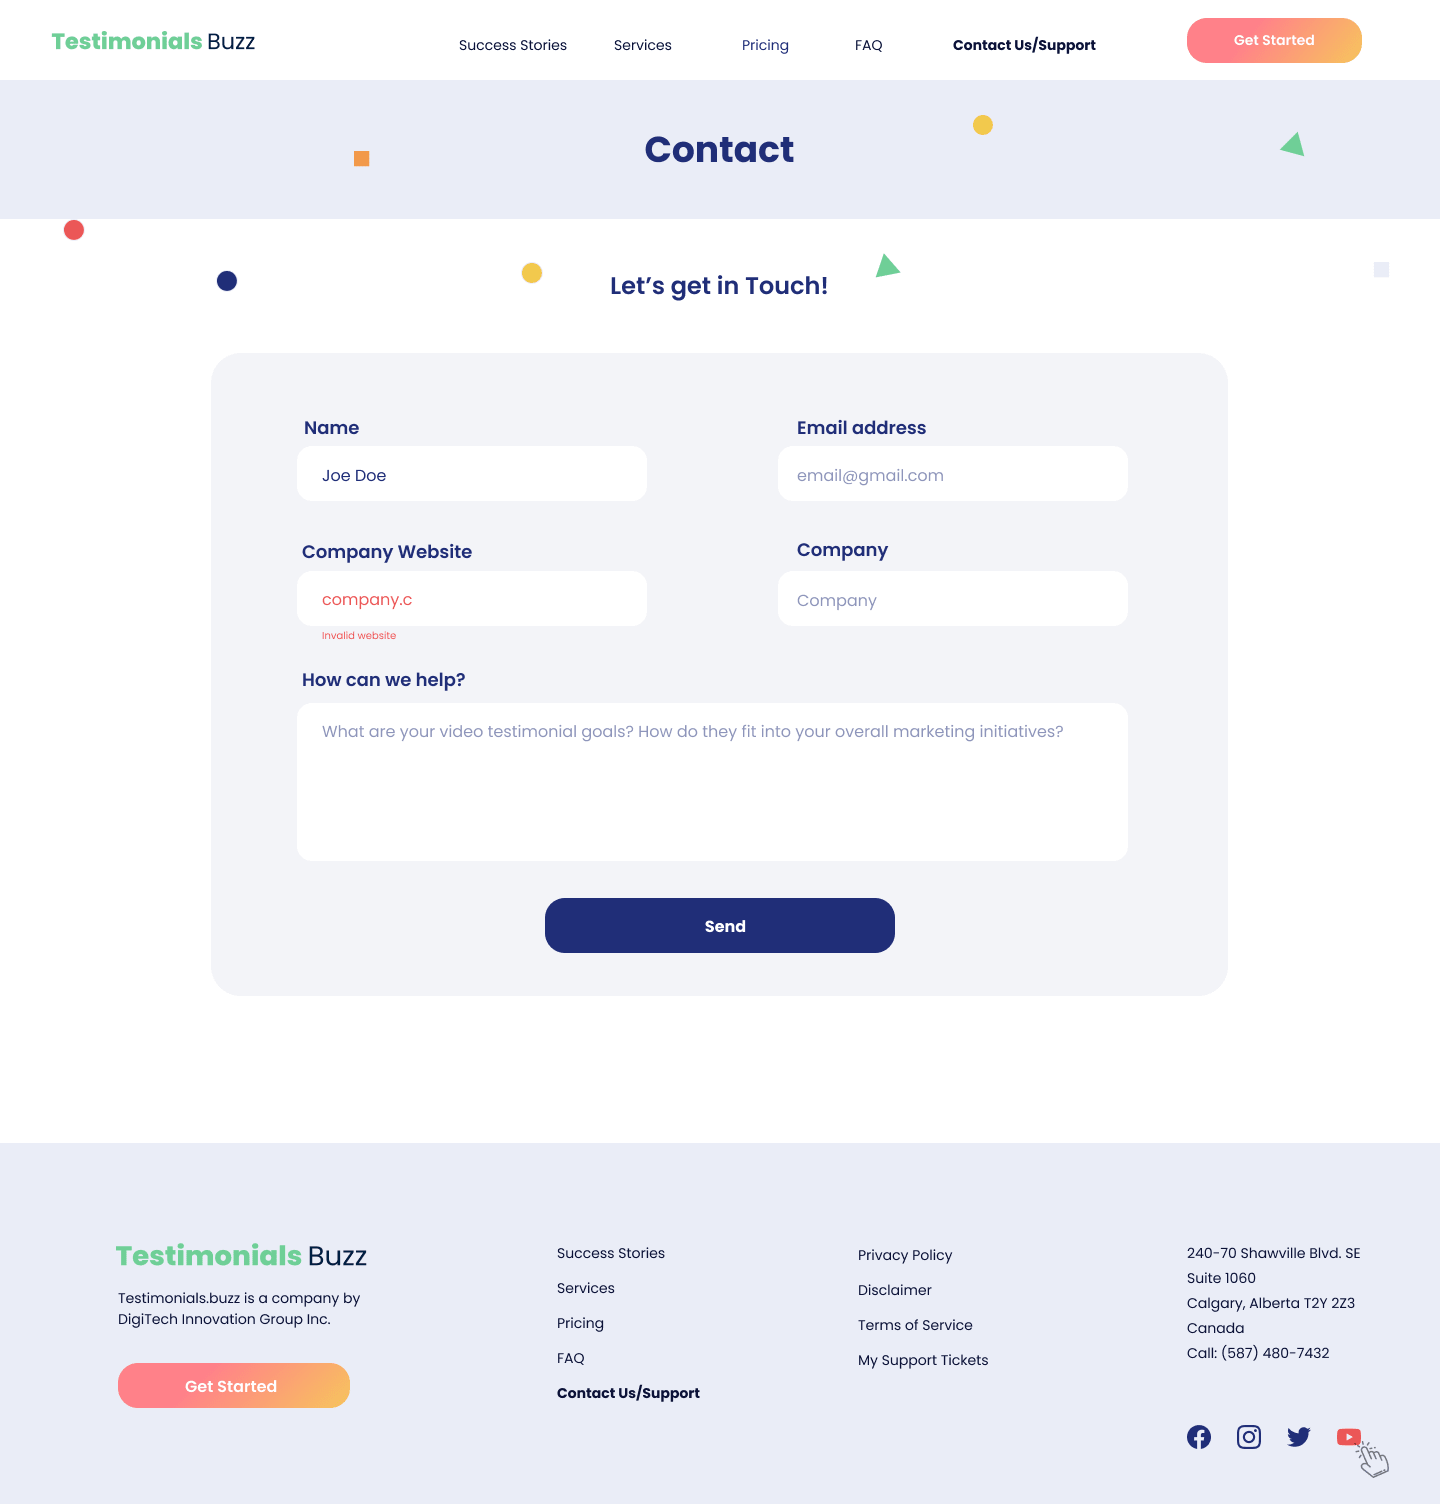 Testimonials Buzz
Success Stories
Services
Pricing
FAQ
Contact Us/Support
Get Started
Contact
Let’s get in Touch!
Name
Email address
Joe Doe
email@gmail.com
Company Website
Company
company.c
Company
Invalid website
How can we help?
What are your video testimonial goals? How do they fit into your overall marketing initiatives?
Send
Testimonials Buzz
Testimonials.buzz is a company by
DigiTech Innovation Group Inc.
Get Started
Success Stories
Services
Pricing
FAQ
Contact Us/Support
Privacy Policy
Disclaimer
Terms of Service
My Support Tickets
240-70 Shawville Blvd. SE
Suite 1060
Calgary, Alberta T2Y 2Z3
Canada
Call: (587) 480-7432